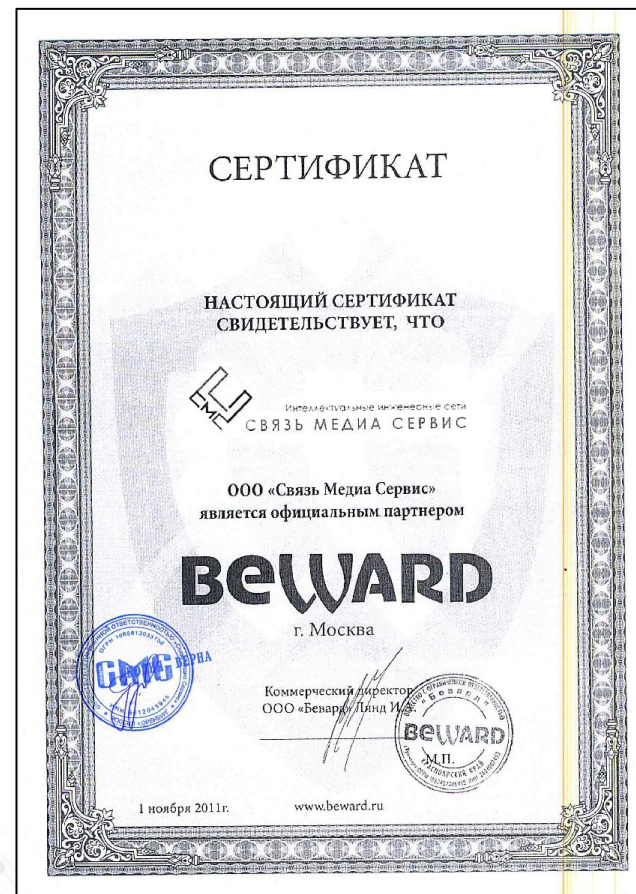 СЕРТИФИКАТ
НАСТОЯЩИЙ СЕРТИФИКАТ
СВИДЕТЕЛЬСТВУЕТ, ЧТО
СМС
Интеллектуальные инженерные сети
СВЯЗЬ МЕДИА СЕРВИС
ООО «Связь Медиа Сервис»
является официальным партнером
BEWARD
г. Москва
ВЕРНА
Коммерческий директор
ООО «Бевард» Лянд И.
BEWARD
М.П.
1 ноября 2011г.
www.beward.ru